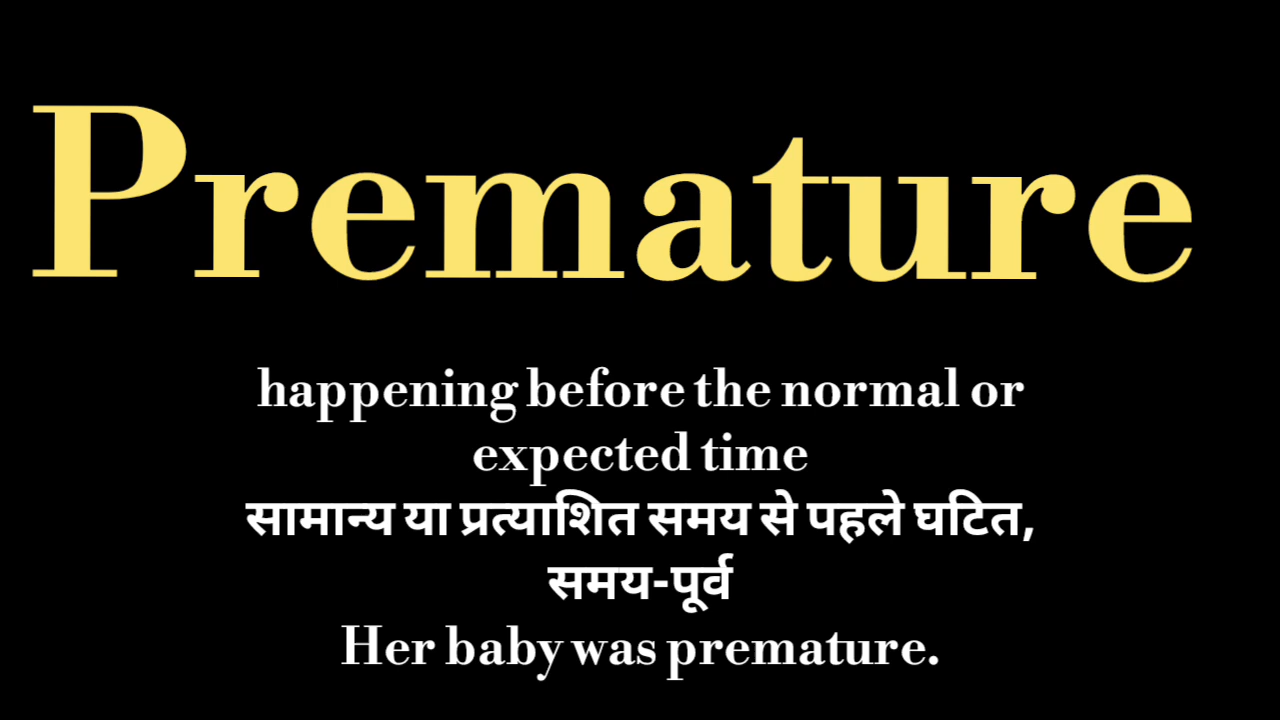 Premature
happening before the normal or
expected time
सामान्य या प्रत्याशित समय से पहले घटित,
समय-पूर्व
Her baby was premature.